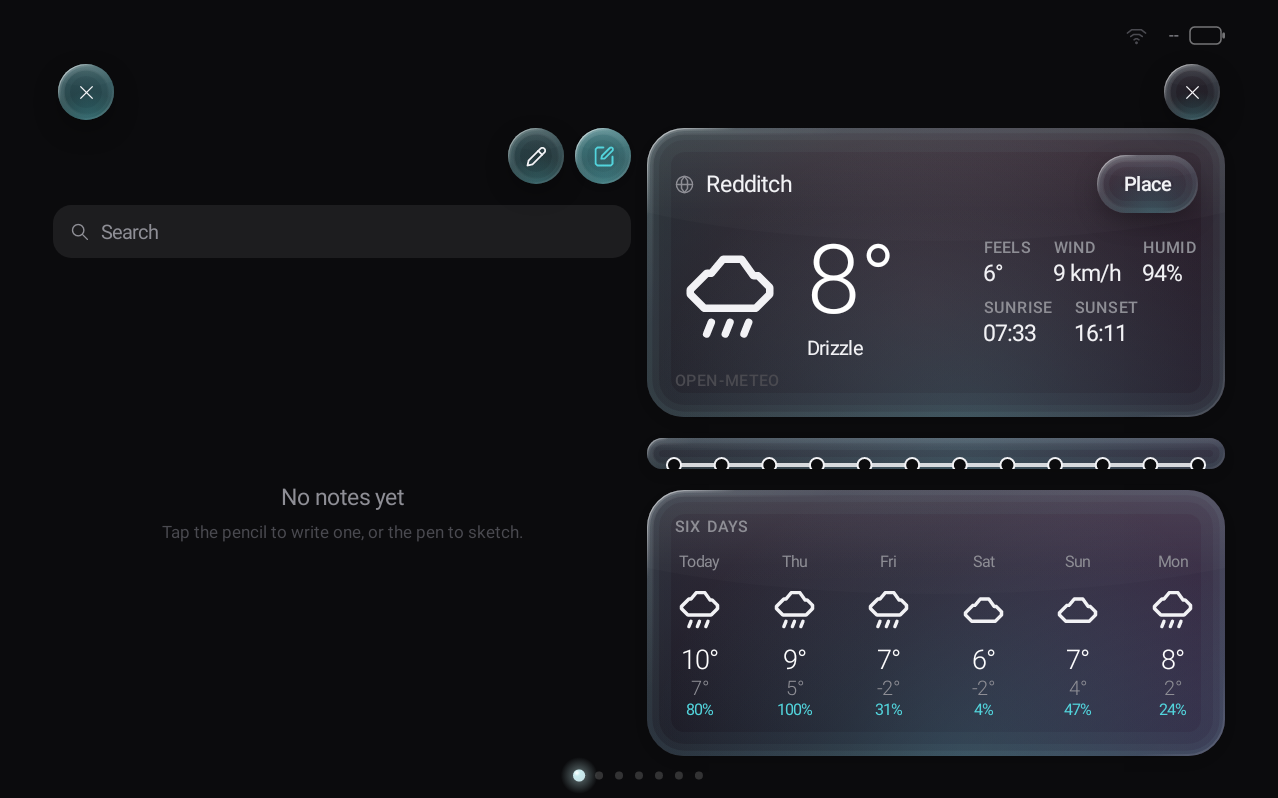 --
Search
No notes yet
Tap the pencil to write one, or the pen to sketch.
Redditch
Place
8°
Drizzle
FEELS WIND HUMID
6° 9 km/h 94%
SUNRISE SUNSET
07:33 16:11
OPEN-METEO
SIX DAYS
Today Thu Fri Sat Sun Mon
10° 9° 7° 6° 7° 8°
7° 5° -2° -2° 4° 2°
80% 100% 31% 4% 47% 24%